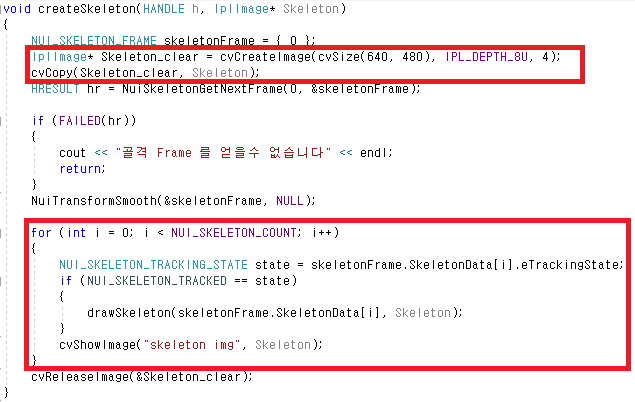 void createSkeleton(HANDLE h, IplImage* Skeleton)
{
NUI_SKELETON_FRAME skeletonFrame = { 0 };
IplImage* Skeleton_clear = cvCreateImage(cvSize(640, 480), IPL_DEPTH_8U, 4);
cvCopy(Skeleton_clear, Skeleton);
HRESULT hr = NuiSkeletonGetNextFrame(0, &skeletonFrame);
if (FAILED(hr))
{
cout << "골격 Frame 를 얻을수 없습니다" << endl;
return;
}
NuiTransformSmooth(&skeletonFrame, NULL);
for (int i = 0; i < NUI_SKELETON_COUNT; i++)
{
NUI_SKELETON_TRACKING_STATE state = skeletonFrame.SkeletonData[i].eTrackingState;
if (NUI_SKELETON_TRACKED == state)
{
drawSkeleton(skeletonFrame.SkeletonData[i], Skeleton);
}
cvShowImage("skeleton img", Skeleton);
}
cvReleaseImage(&Skeleton_clear);
}